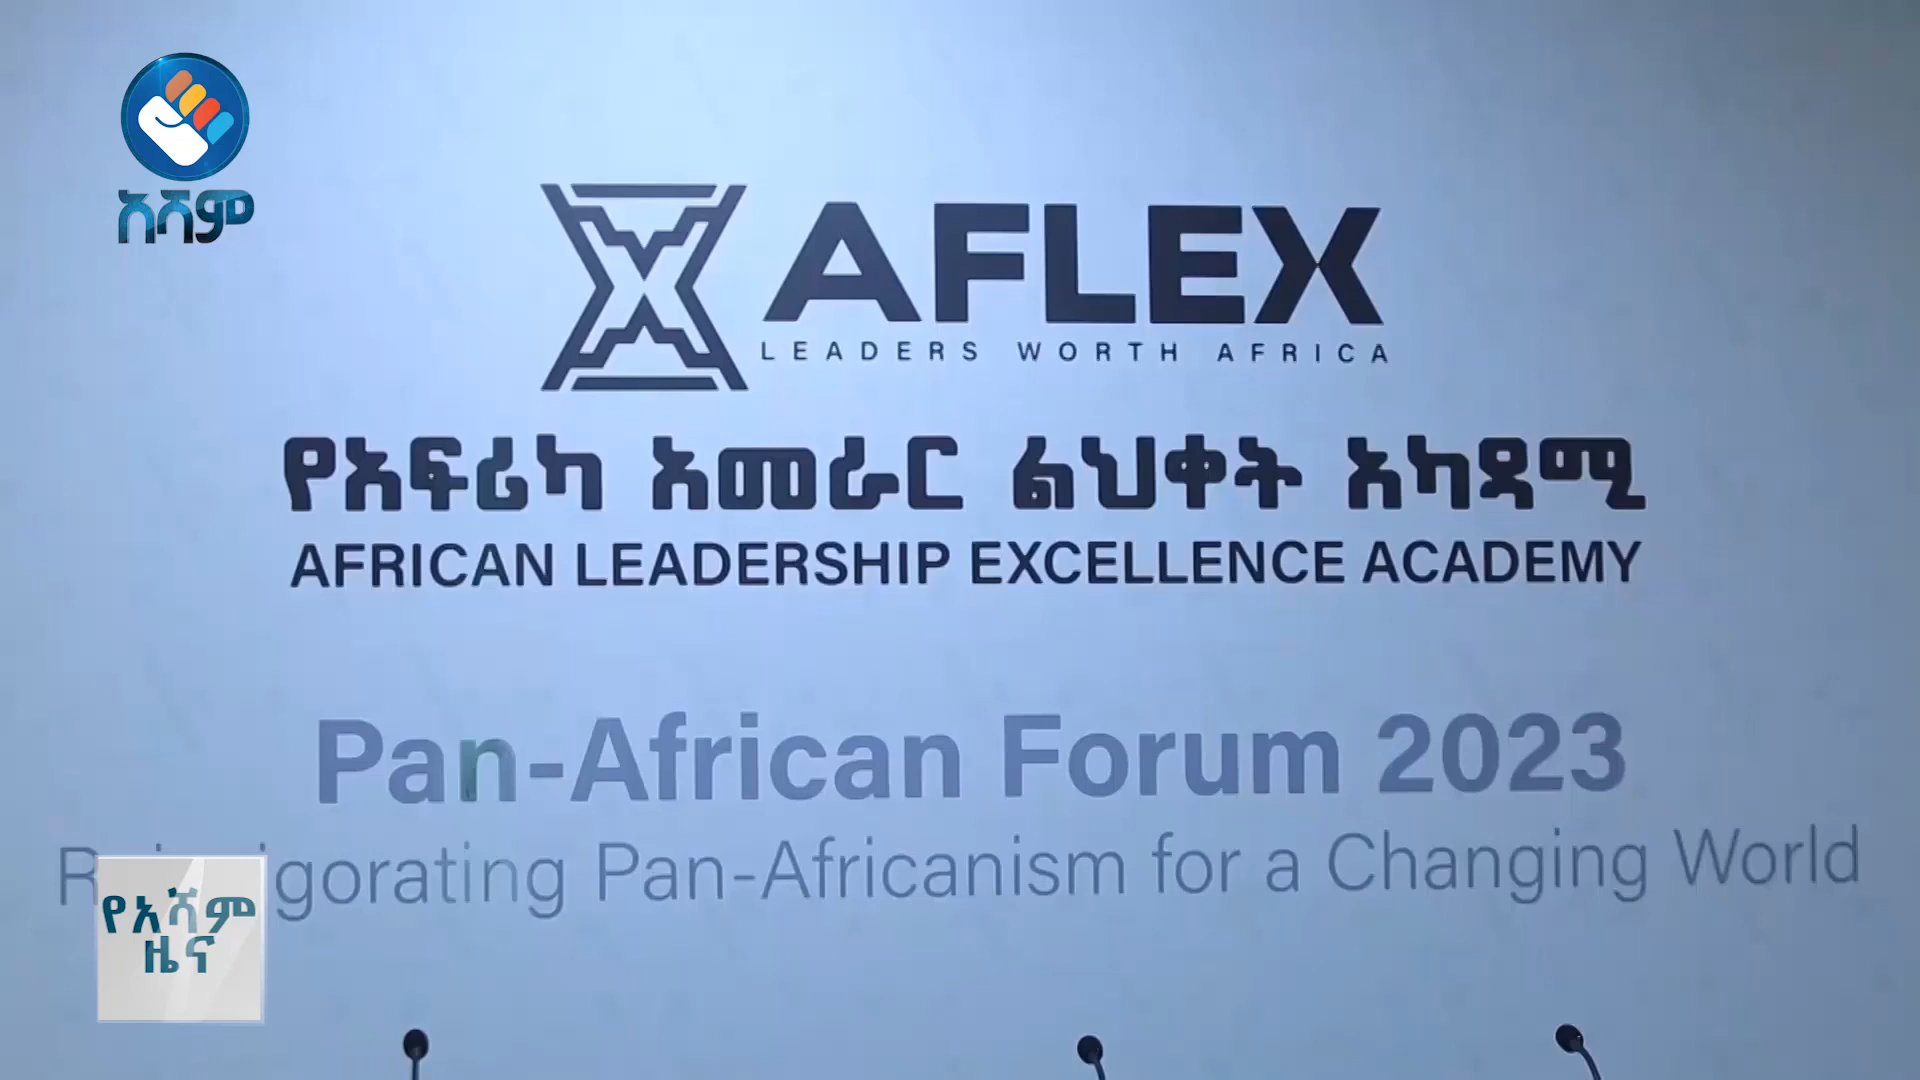 አሻም
AFLEX
LEADERS WORTH AFRICA
የአፍሪካ አመራር ልህቀት አካዳሚ
AFRICAN LEADERSHIP EXCELLENCE ACADEMY
Pan-African Forum 2023
Pan-Africanism for a Changing World
የአሻም
ዜና